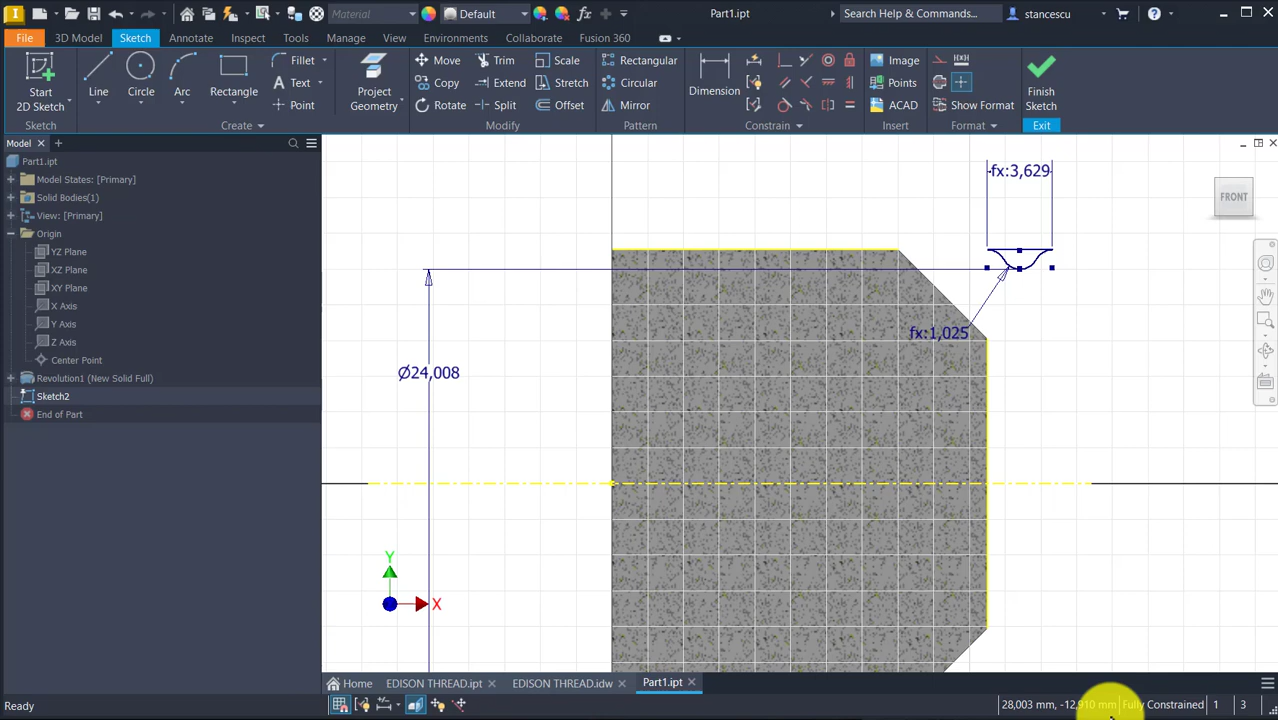 Material Default fx Part1.ipt Search Help & Commands... stancescu
File 3D Model Sketch Annotate Inspect Tools Manage View Environments Collaborate Fusion 360
Start
2D Sketch
Line
Circle
Arc
Rectangle
Fillet
Text
Point
Project
Geometry
Move Trim Scale
Copy Extend Stretch
Rotate Split Offset
Rectangular
Circular
Mirror
Dimension
Image
Points
ACAD
Show Format
Finish
Sketch
Sketch Create Modify Pattern Constrain Insert Format Exit
Model
Part1.ipt
Model States: [Primary]
Solid Bodies(1)
View: [Primary]
Origin
YZ Plane
XZ Plane
XY Plane
X Axis
Y Axis
Z Axis
Center Point
Revolution1 (New Solid Full)
Sketch2
End of Part
fx:3,629
FRONT
fx:1,025
Ø24,008
Y
X
Home EDISON THREAD.ipt EDISON THREAD.idw Part1.ipt
Ready 28,003 mm, -12,910 mm Fully Constrained 1 3